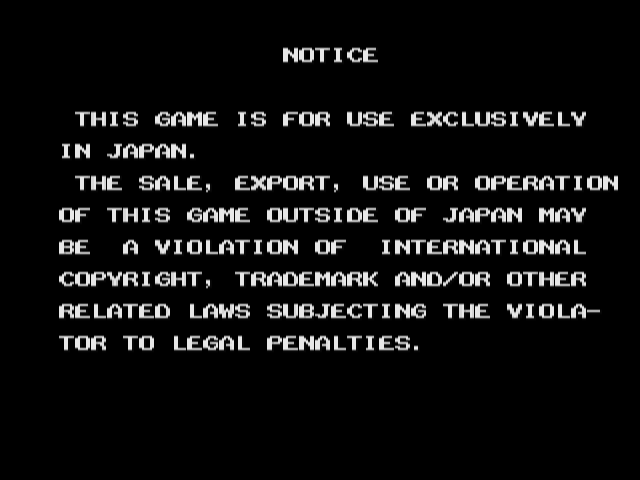 NOTICE
THIS GAME IS FOR USE EXCLUSIVELY
IN JAPAN.
THE SALE, EXPORT, USE OR OPERATION
OF THIS GAME OUTSIDE OF JAPAN MAY
BE A VIOLATION OF INTERNATIONAL
COPYRIGHT, TRADEMARK AND/OR OTHER
RELATED LAWS SUBJECTING THE VIOLA-
TOR TO LEGAL PENALTIES.